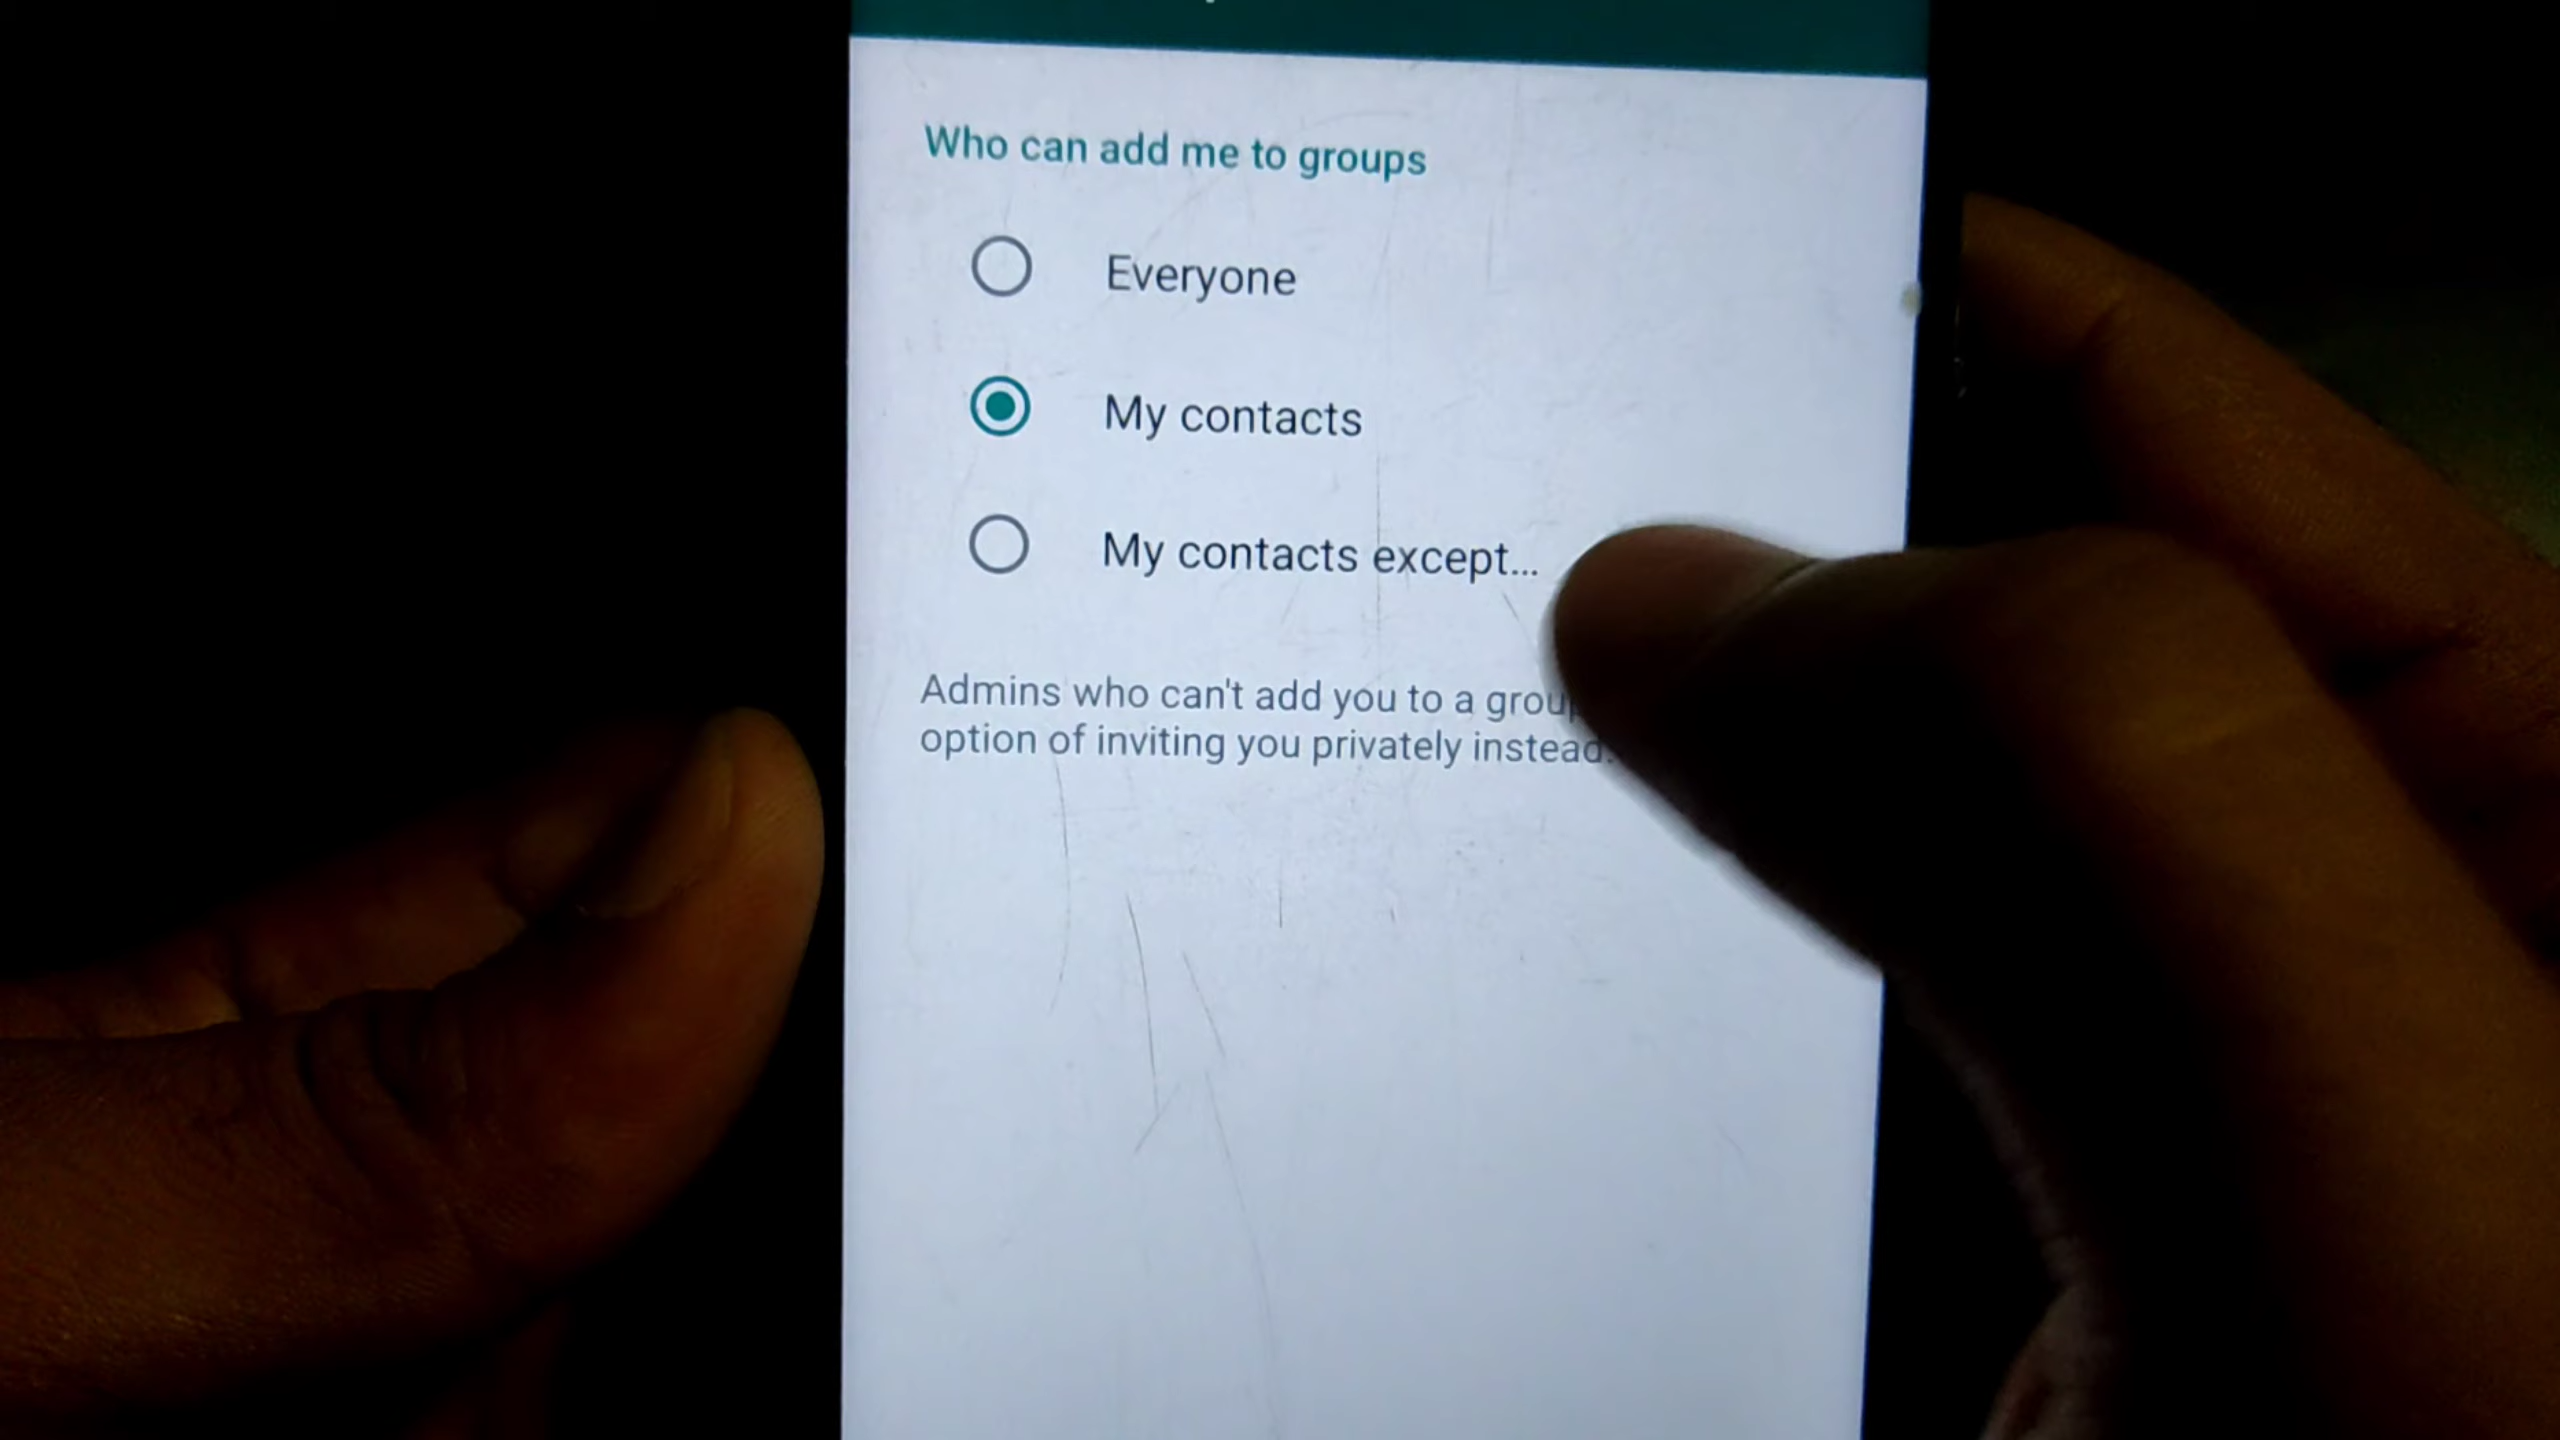 Who can add me to groups
Everyone
My contacts
My contacts except...
Admins who can't add you to a
option of inviting you privately instead.